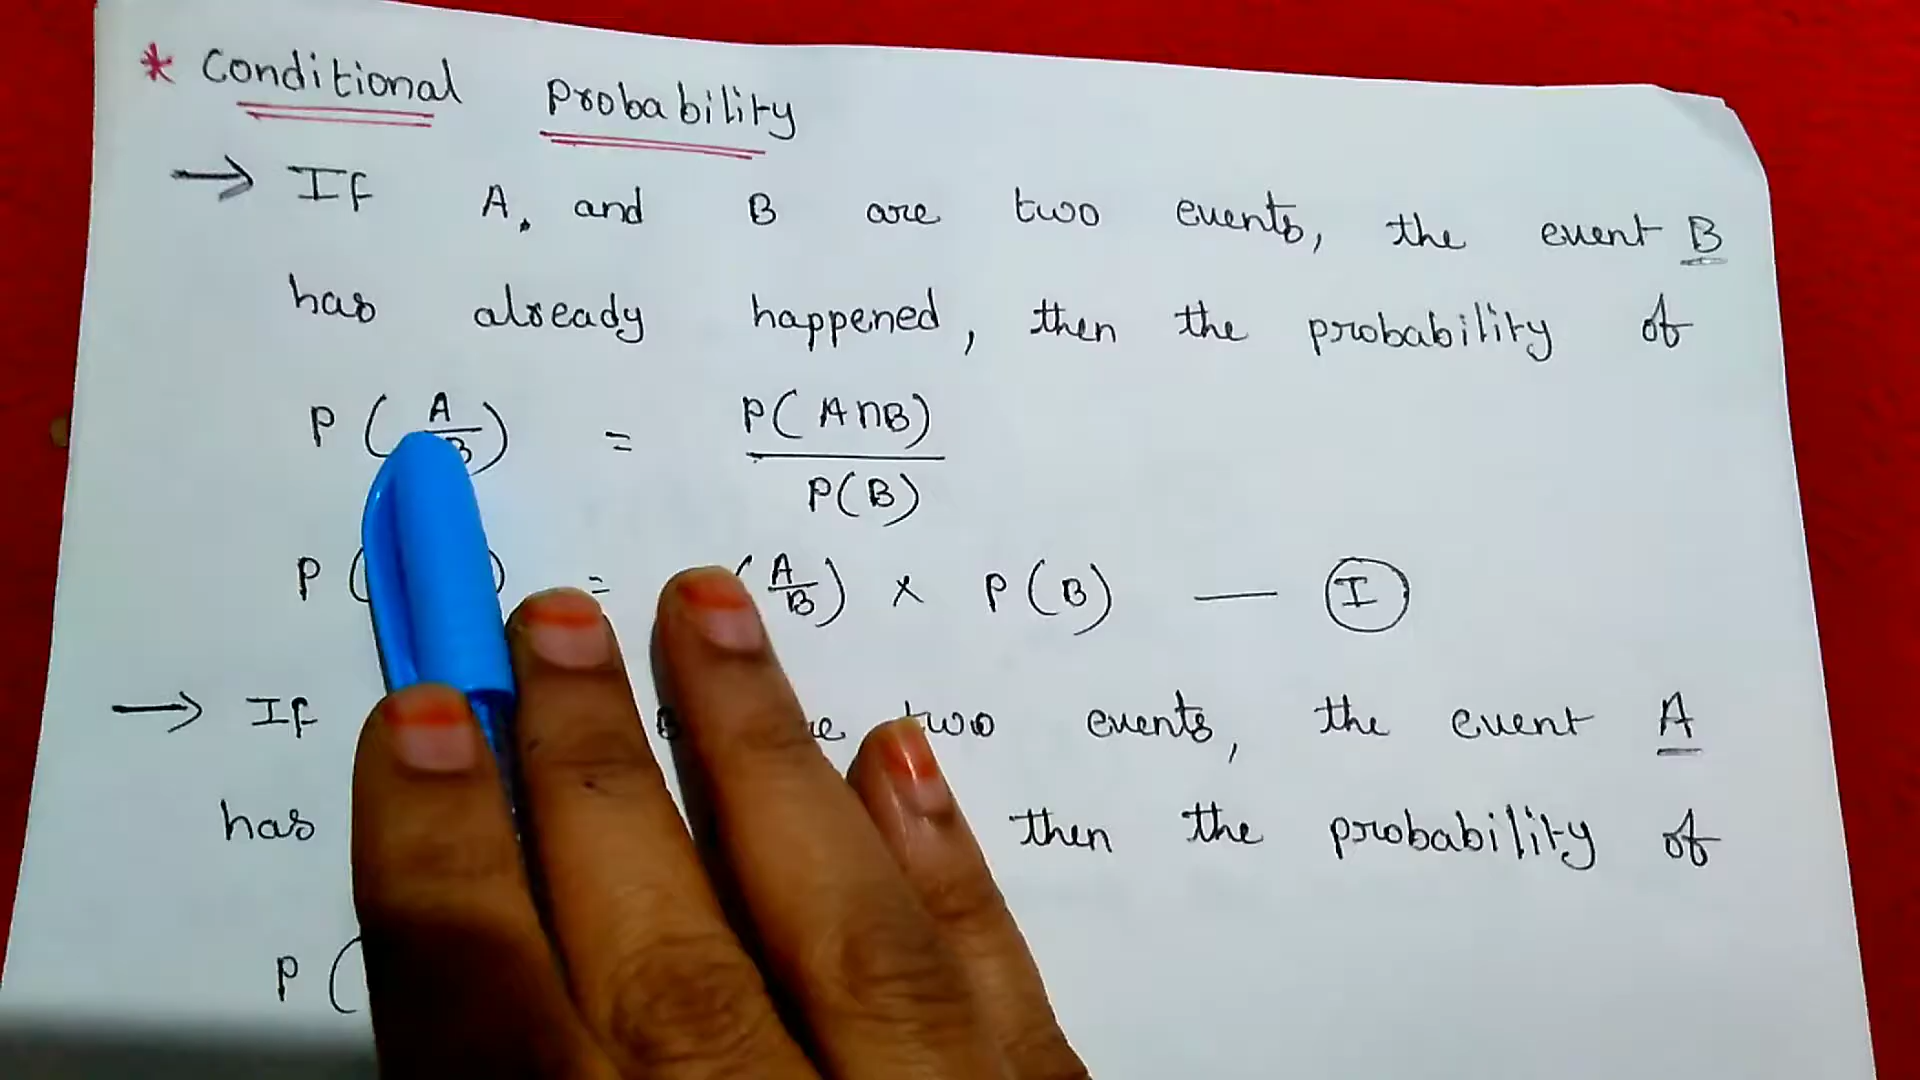 * Conditional Probability
→ If A, and B are two events, the event B
has already happened, then the probability of
P(A/B) = P(A∩B)/P(B)
P( ) = (A/B) × P(B) — I
→ If two events, the event A
has then the probability of
P(